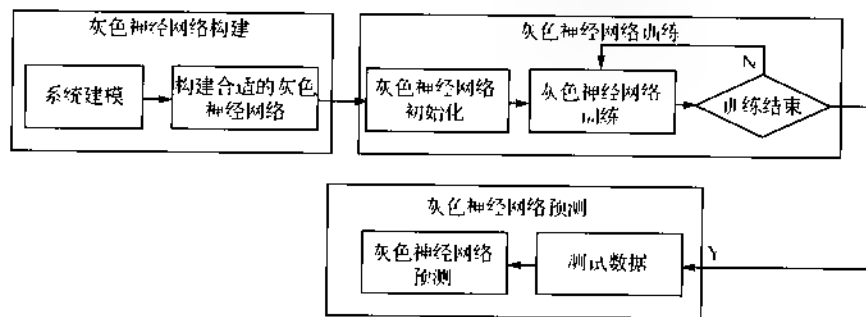 灰色神经网络构建
系统建模
构建合适的灰色
神经网络
灰色神经网络训练
灰色神经网络
初始化
灰色神经网络
训练
N
训练结束
灰色神经网络预测
灰色神经网络
预测
测试数据
Y